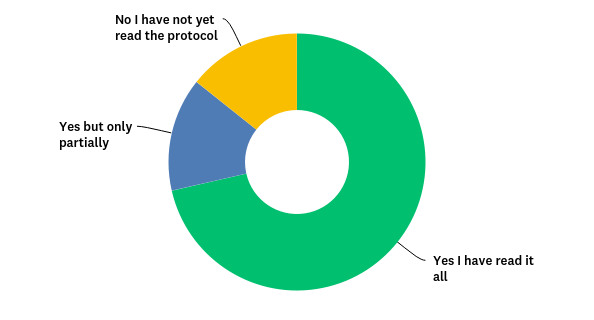 No I have not yet
read the protocol
Yes but only
partially
Yes I have read it
all